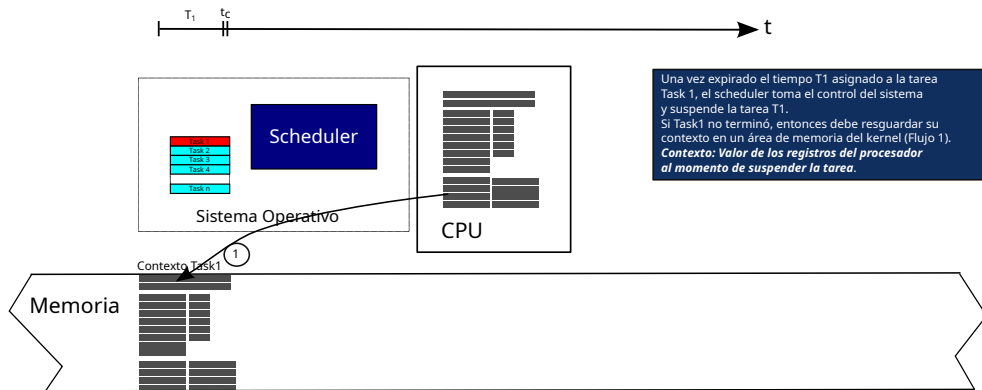 T1
tc
t
Una vez expirado el tiempo T1 asignado a la tarea
Task 1, el scheduler toma el control del sistema
y suspende la tarea T1.
Si Task1 no terminó, entonces debe resguardar su
contexto en un área de memoria del kernel (Flujo 1).
Contexto: Valor de los registros del procesador
al momento de suspender la tarea.
Scheduler
Task 1
Task 2
Task 3
Task 4
Task n
Sistema Operativo
CPU
1
Contexto Task1
Memoria